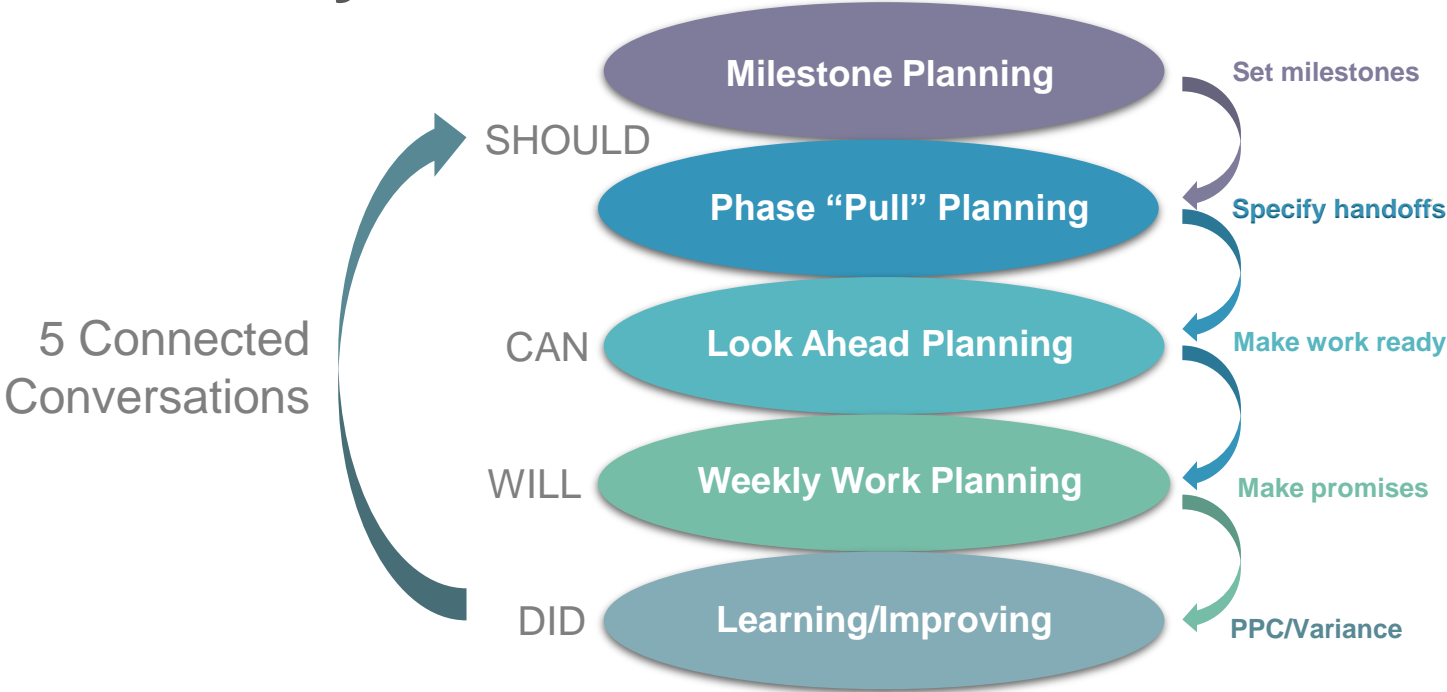 Milestone Planning
Set milestones
SHOULD
Phase “Pull” Planning
Specify handoffs
5 Connected
Conversations
CAN
Look Ahead Planning
Make work ready
WILL
Weekly Work Planning
Make promises
DID
Learning/Improving
PPC/Variance